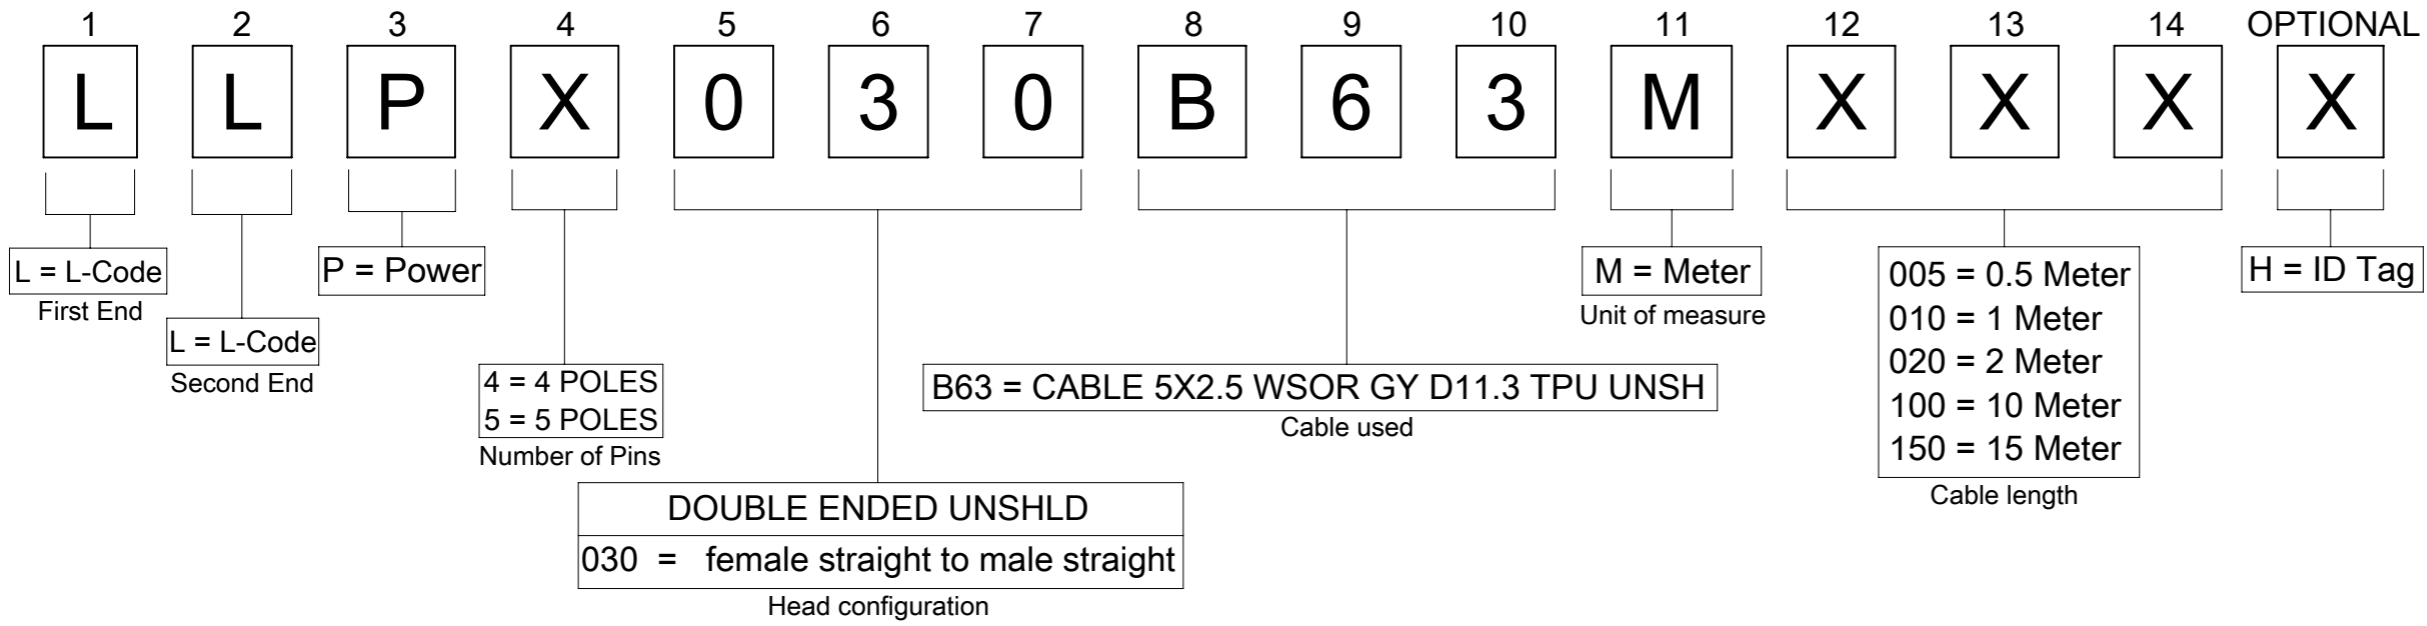 1 2 3 4 5 6 7 8 9 10 11 12 13 14 OPTIONAL
L L P X 0 3 0 B 6 3 M X X X X
L = L-Code
First End
L = L-Code
Second End
P = Power
4 = 4 POLES
5 = 5 POLES
Number of Pins
DOUBLE ENDED UNSHLD
030 = female straight to male straight
Head configuration
B63 = CABLE 5X2.5 WSOR GY D11.3 TPU UNSH
Cable used
M = Meter
Unit of measure
005 = 0.5 Meter
010 = 1 Meter
020 = 2 Meter
100 = 10 Meter
150 = 15 Meter
Cable length
H = ID Tag